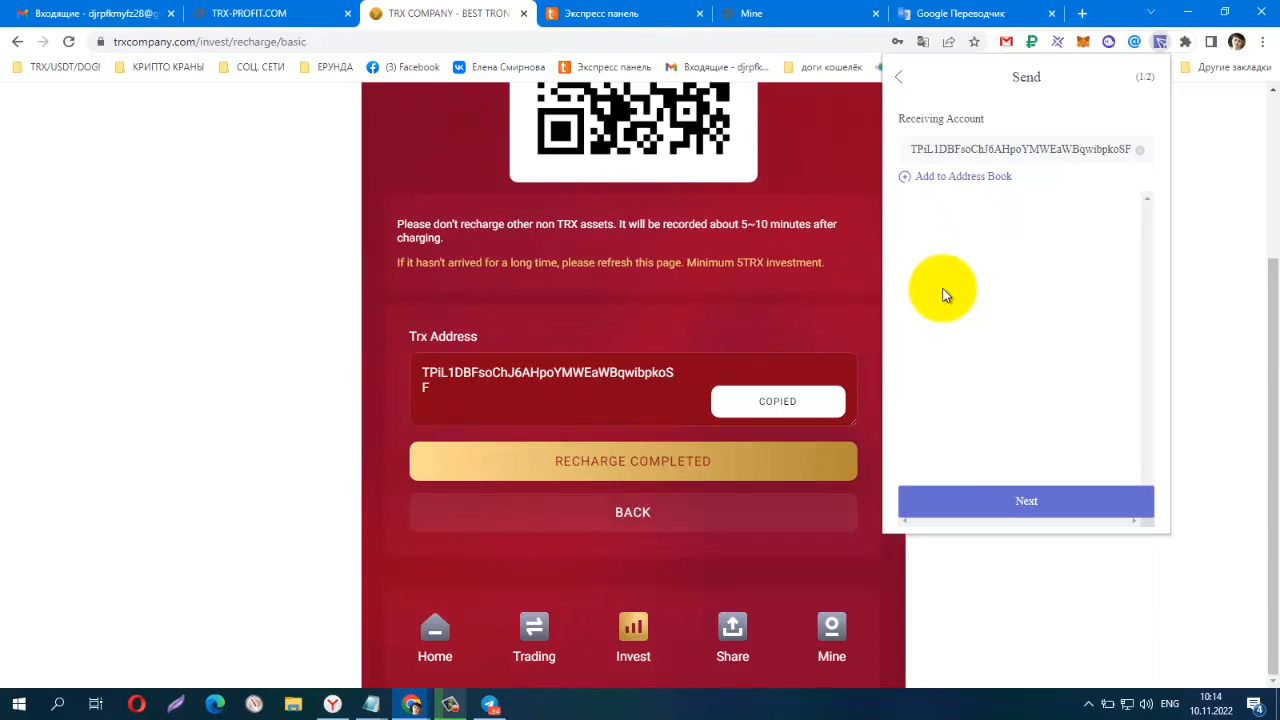 Входящие - djrpkmyfz28@g
TRX-PROFIT.COM
TRX COMPANY - BEST TRON
Экспресс панель
Mine
Google Переводчик
trxcompany.com/invest/recharge/basic
TRX/USDT/DOGI
КРИПТО КРАНЫ
СОЦ. СЕТИ
ЕРУНДА
(3) Facebook
Елена Смирнова
Экспресс панель
Входящие - djrpfk...
доги кошелёк
Другие закладки
Send
(1/2)
Receiving Account
TPiL1DBFsoChJ6AHpoYMWEaWBqwibpkoSF
Add to Address Book
Next
Please don't recharge other non TRX assets. It will be recorded about 5~10 minutes after
charging.
If it hasn't arrived for a long time, please refresh this page. Minimum 5TRX investment.
Trx Address
TPiL1DBFsoChJ6AHpoYMWEaWBqwibpkoS
F
COPIED
RECHARGE COMPLETED
BACK
Home
Trading
Invest
Share
Mine
ENG
10:14
10.11.2022